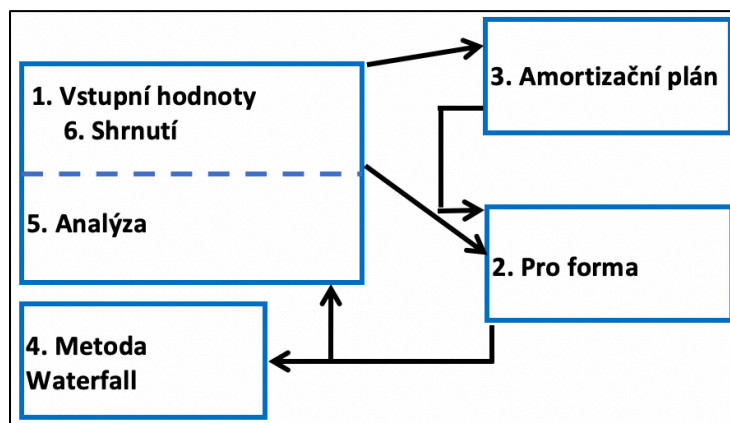 1. Vstupní hodnoty
6. Shrnutí
5. Analýza
3. Amortizační plán
2. Pro forma
4. Metoda
Waterfall